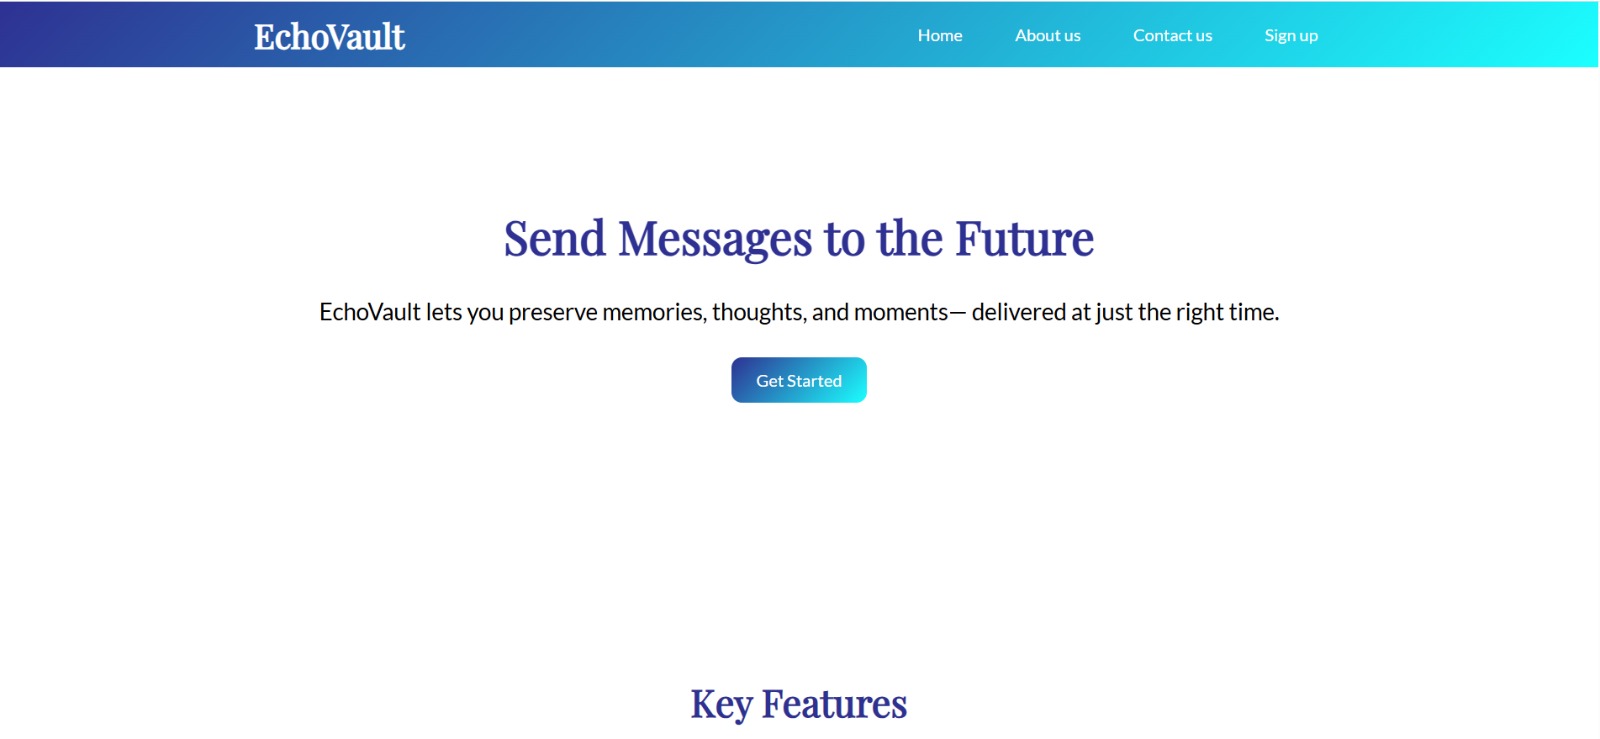 EchoVault
Home
About us
Contact us
Sign up
Send Messages to the Future
EchoVault lets you preserve memories, thoughts, and moments— delivered at just the right time.
Get Started
Key Features